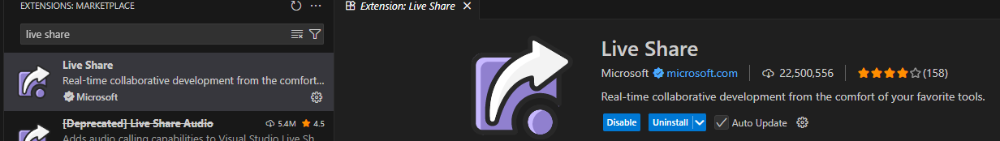 EXTENSIONS: MARKETPLACE
live share
Live Share
Real-time collaborative development from the comfort...
Microsoft
[Deprecated] Live Share Audio 5.4M 4.5
Adds audio calling capabilities to Visual Studio Live Sh
Extension: Live Share
Live Share
Microsoft microsoft.com 22,500,556 (158)
Real-time collaborative development from the comfort of your favorite tools.
Disable Uninstall Auto Update